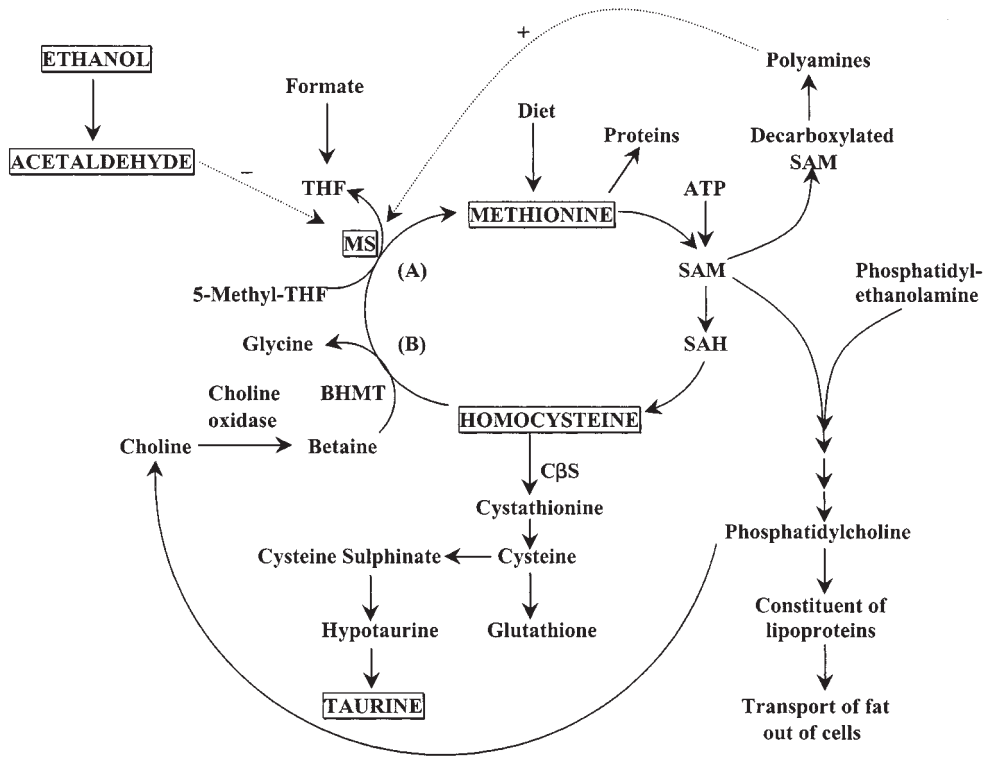 +
ETHANOL
Polyamines
Formate
Diet
Proteins
Decarboxylated
SAM
ACETALDEHYDE
–
THF
ATP
METHIONINE
MS
(A)
SAM
Phosphatidyl-
ethanolamine
5-Methyl-THF
Glycine
(B)
SAH
BHMT
Choline
oxidase
HOMOCYSTEINE
Choline
Betaine
CβS
Cystathionine
Phosphatidylcholine
Cysteine Sulphinate
Cysteine
Constituent of
lipoproteins
Hypotaurine
Glutathione
TAURINE
Transport of fat
out of cells